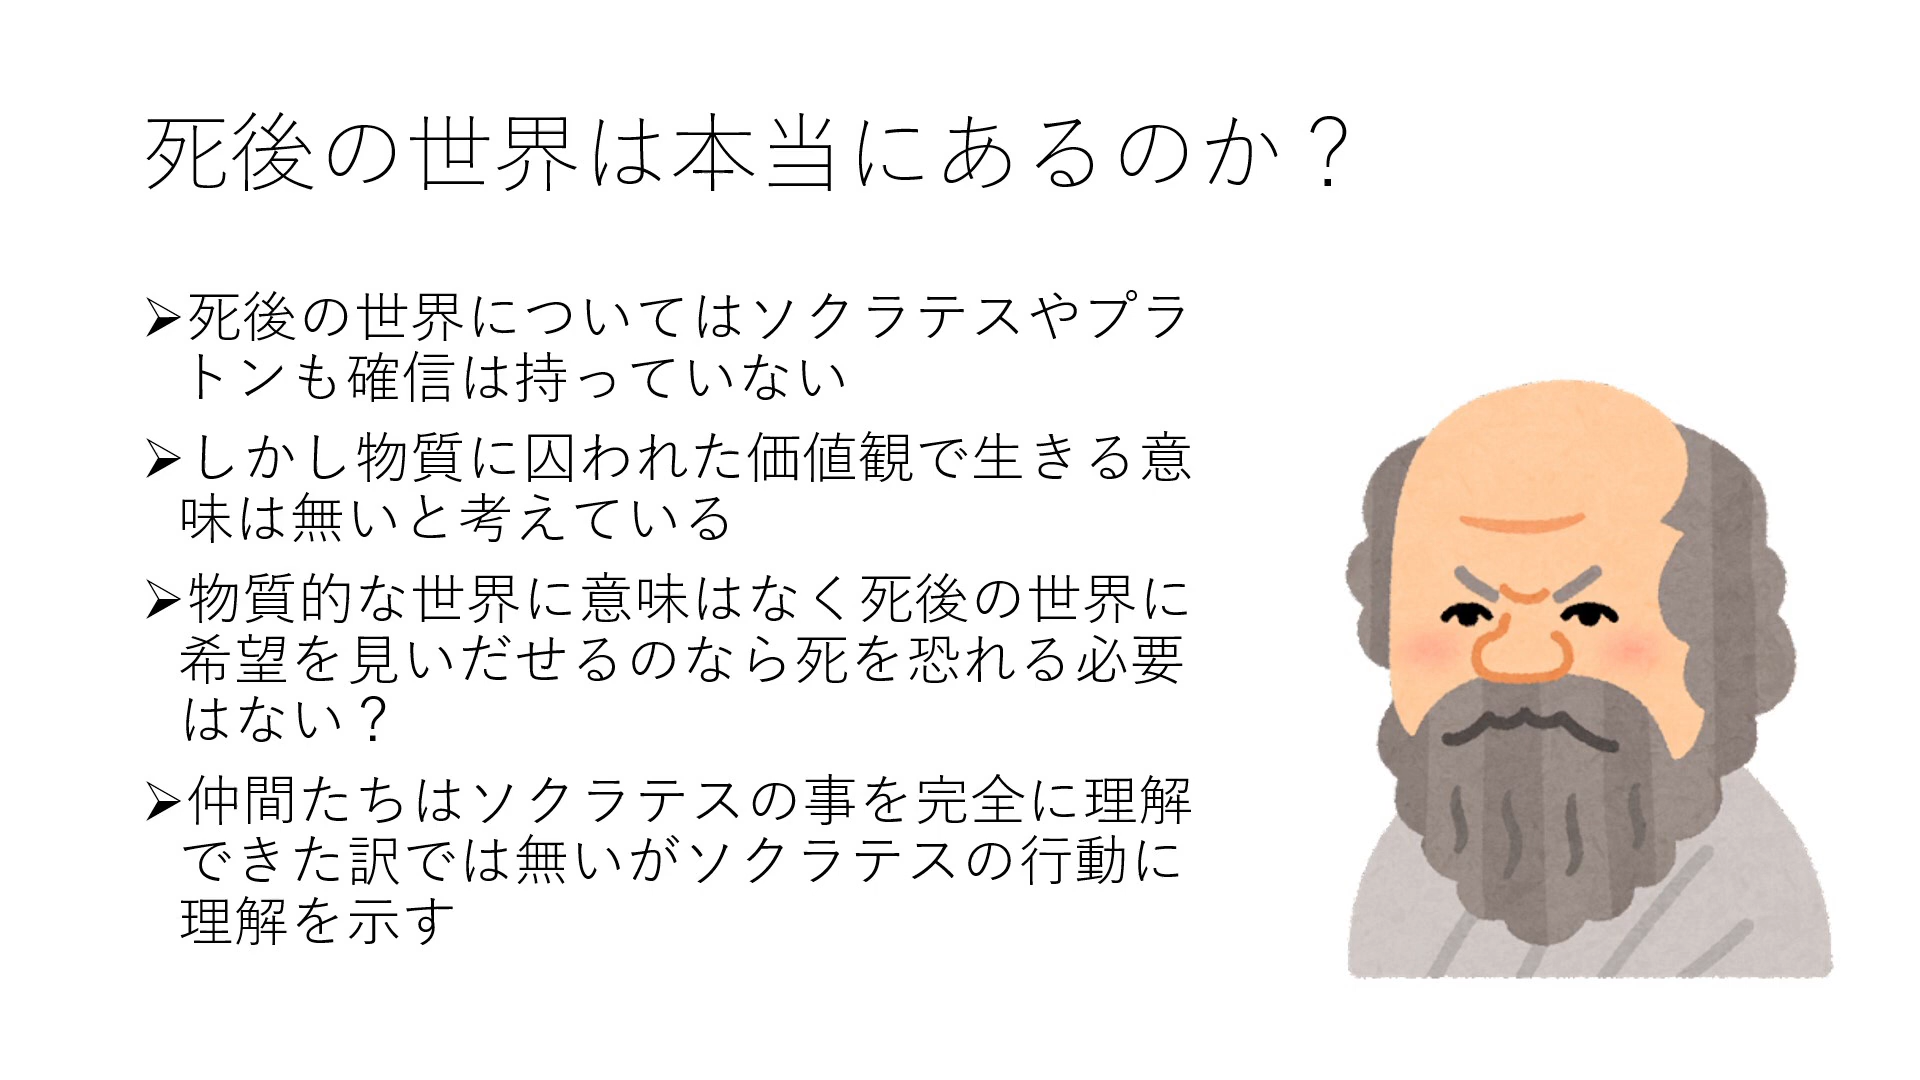 死後の世界は本当にあるのか？
➢死後の世界についてはソクラテスやプラ
トンも確信は持っていない
➢しかし物質に囚われた価値観で生きる意
味は無いと考えている
➢物質的な世界に意味はなく死後の世界に
希望を見いだせるのなら死を恐れる必要
はない？
➢仲間たちはソクラテスの事を完全に理解
できた訳では無いがソクラテスの行動に
理解を示す